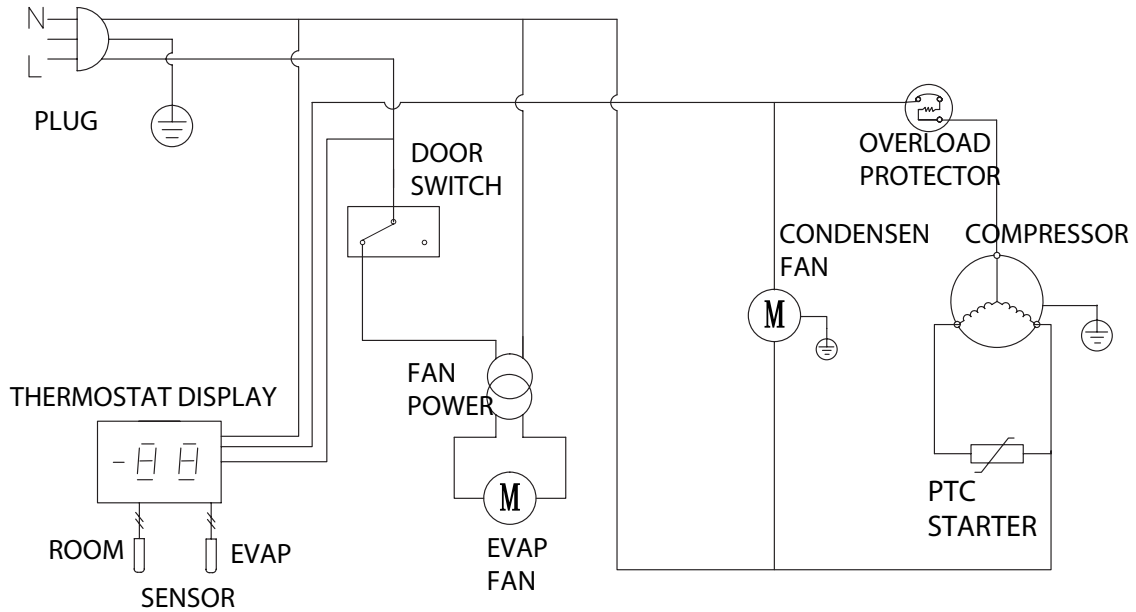 N
L
PLUG
DOOR
SWITCH
OVERLOAD
PROTECTOR
CONDENSEN
FAN
COMPRESSOR
M
FAN
POWER
THERMOSTAT DISPLAY
-88
M
PTC
STARTER
ROOM
EVAP
EVAP
FAN
SENSOR